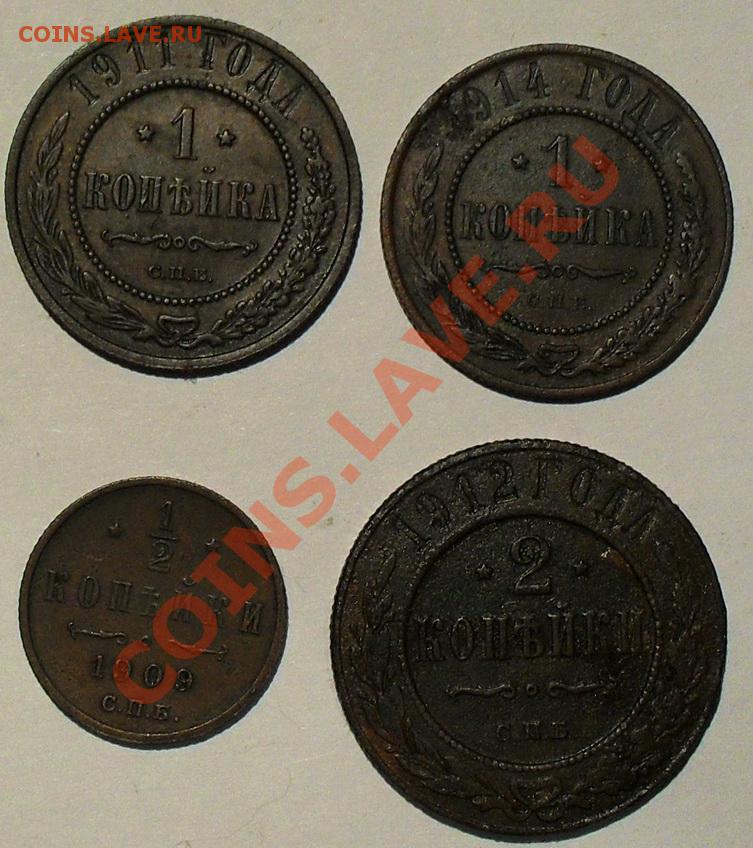 COINS.LAVE.RU
1911 ГОДА
1
КОПѢЙКА
С.П.Б.
1914 ГОДА
1
КОПѢЙКА
С.П.Б.
1/2
КОПѢЙКИ
1909
С.П.Б.
1912 ГОДА
2
КОПѢЙКИ
С.П.Б.
COINS.LAVE.RU